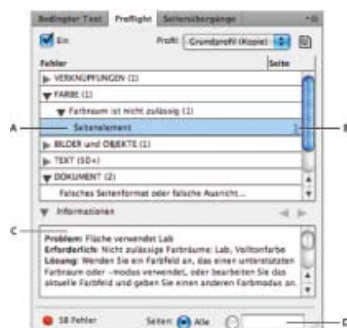 Bedingter Text Preflight Seitenübergänge
Ein Profil: Grundprofil (Kopie)
Fehler Seite
VERKNÜPFUNGEN (1)
FARBE (1)
Farbraum ist nicht zulässig (1)
A Seitenelement 1 B
BILDER und OBJEKTE (1)
TEXT (50+)
DOKUMENT (2)
Falsches Seitenformat oder falsche Ausricht...
Informationen
C
Problem: Fläche verwendet Lab
Erforderlich: Nicht zulässige Farbräume: Lab, Volltonfarbe
Lösung: Wenden Sie ein Farbfeld an, das einen unterstützten
Farbraum oder -modus verwendet, oder bearbeiten Sie das
aktuelle Farbfeld und geben Sie einen anderen Farbmodus an.
58 Fehler Seiten: Alle D